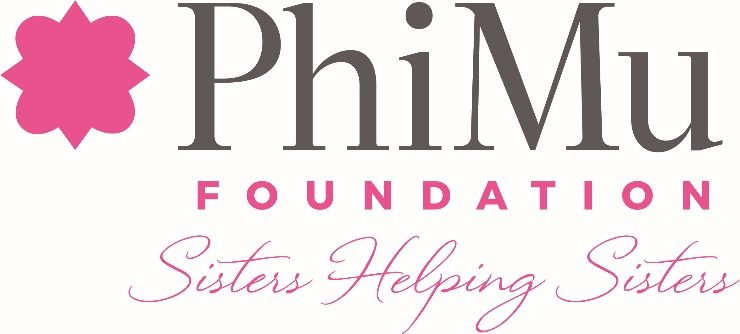 PhiMu
FOUNDATION
Sisters Helping Sisters